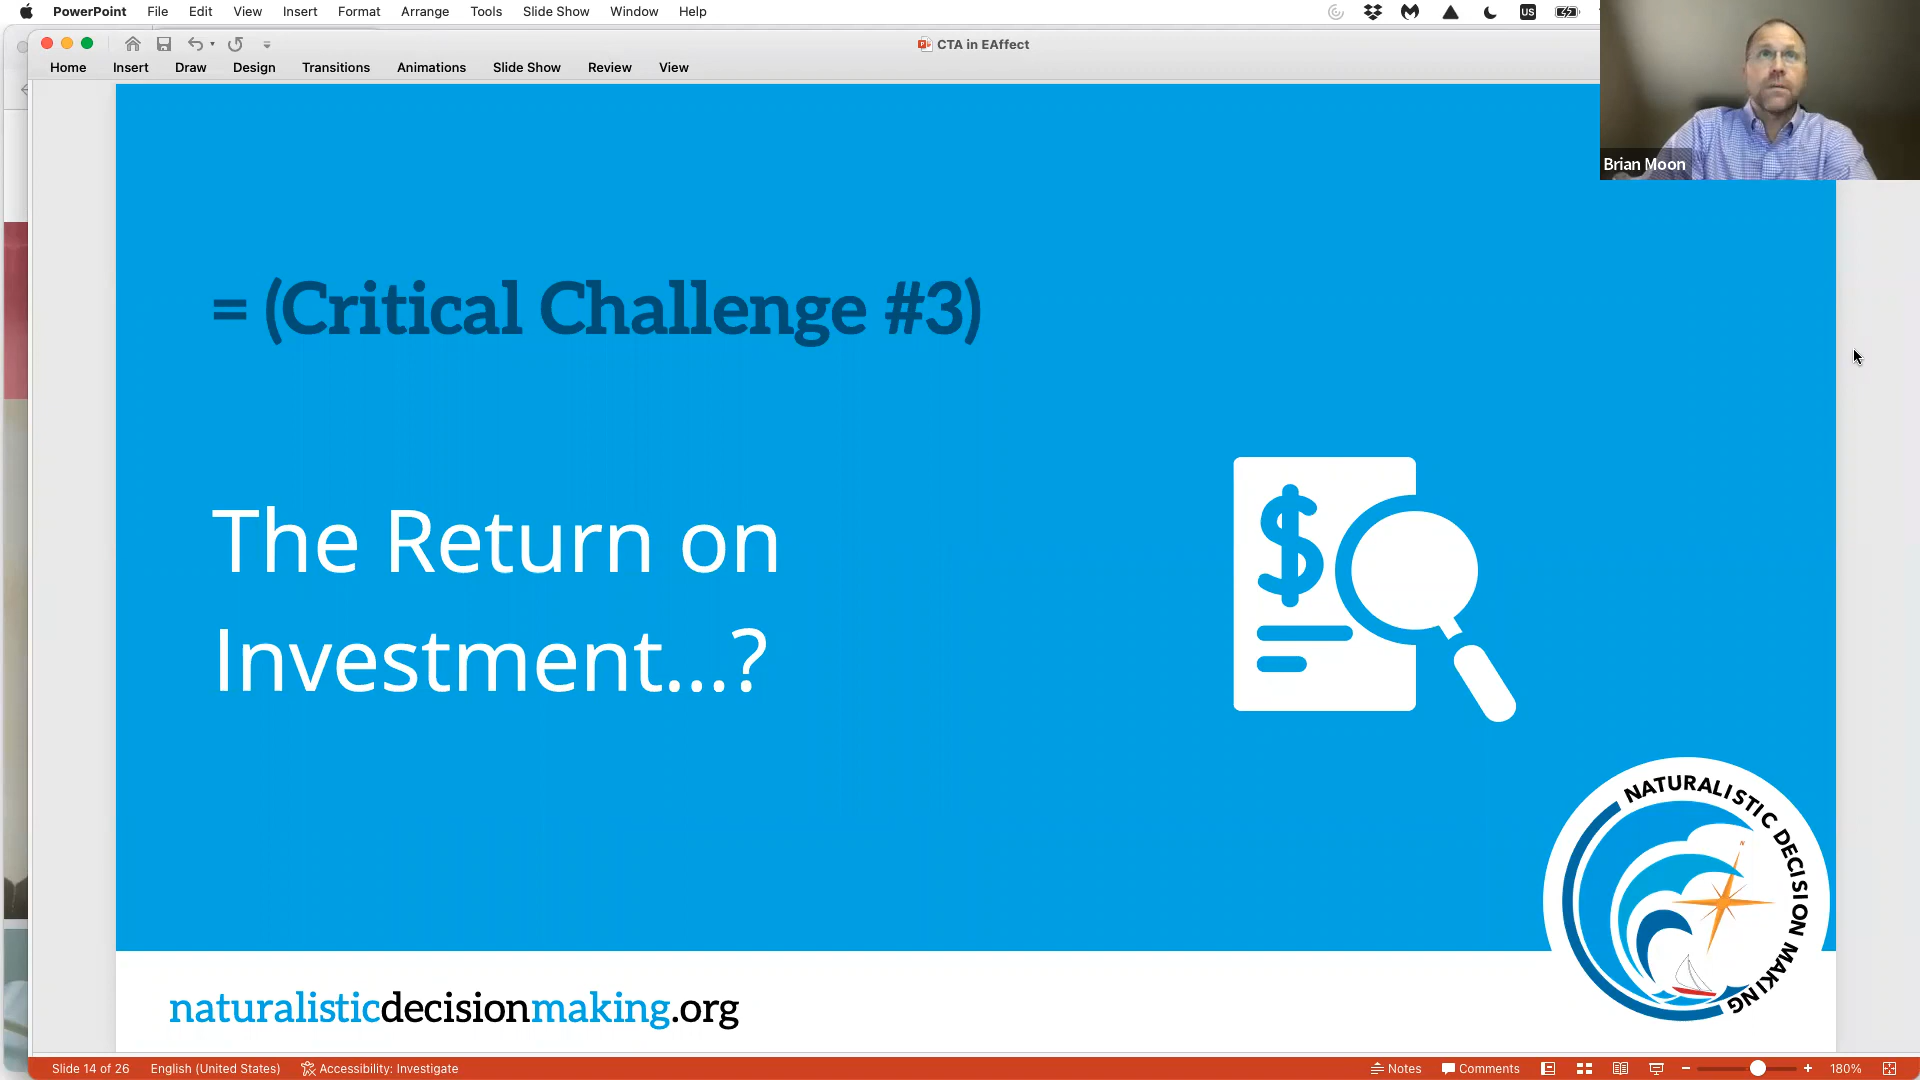 PowerPoint File Edit View Insert Format Arrange Tools Slide Show Window Help US
CTA in EAffect
Home Insert Draw Design Transitions Animations Slide Show Review View
Brian Moon
= (Critical Challenge #3)
The Return on
Investment...?
$
NATURALISTIC DECISION MAKING
N
naturalisticdecisionmaking.org
Slide 14 of 26 English (United States) Accessibility: Investigate Notes Comments 180%